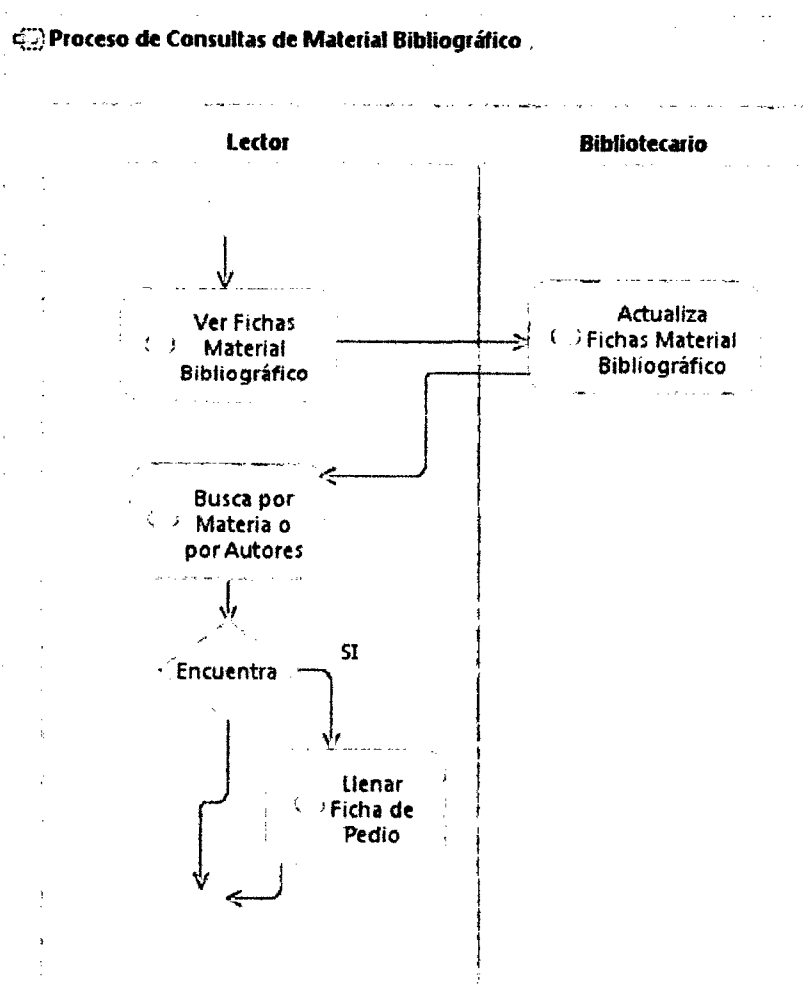 Proceso de Consultas de Material Bibliográfico
Lector
Bibliotecario
Ver Fichas
Material
Bibliográfico
Actualiza
Fichas Material
Bibliográfico
Busca por
Materia o
por Autores
Encuentra
SI
Llenar
Ficha de
Pedio